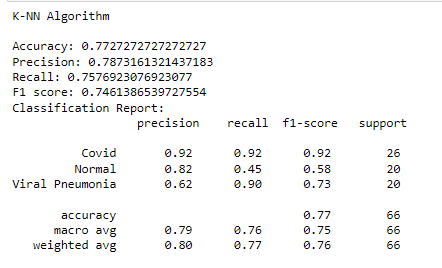 K-NN Algorithm
Accuracy: 0.7727272727272727
Precision: 0.7873161321437183
Recall: 0.7576923076923077
F1 score: 0.7461386539727554
Classification Report:
precision recall f1-score support
Covid 0.92 0.92 0.92 26
Normal 0.82 0.45 0.58 20
Viral Pneumonia 0.62 0.90 0.73 20
accuracy 0.77 66
macro avg 0.79 0.76 0.75 66
weighted avg 0.80 0.77 0.76 66